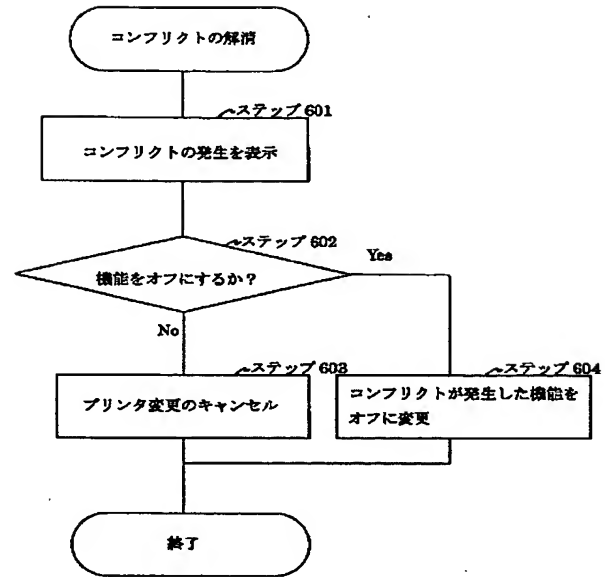 コンフリクトの解消
ステップ 601
コンフリクトの発生を表示
ステップ 602
機能をオフにするか?
Yes
No
ステップ 603
プリンタ変更のキャンセル
ステップ 604
コンフリクトが発生した機能を
オフに変更
終了